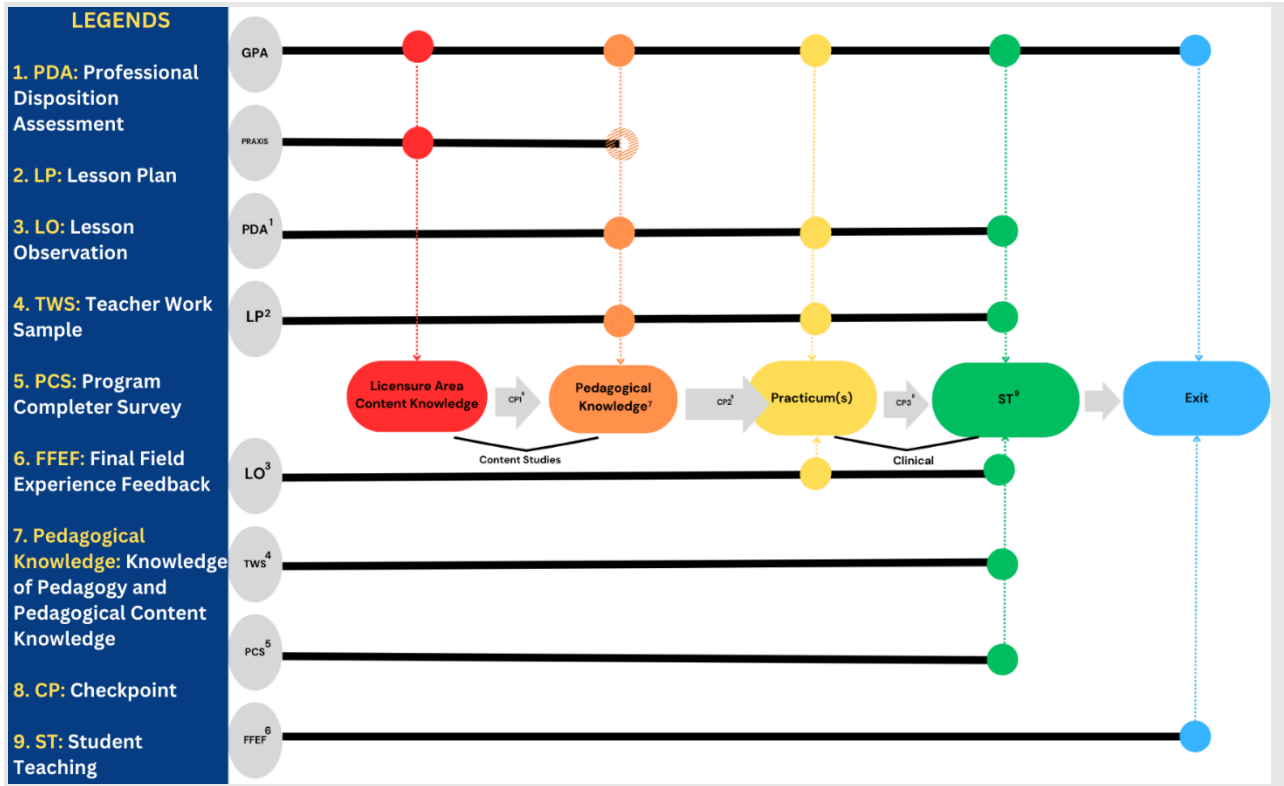 LEGENDS
1. PDA: Professional
Disposition
Assessment
2. LP: Lesson Plan
3. LO: Lesson
Observation
4. TWS: Teacher Work
Sample
5. PCS: Program
Completer Survey
6. FFEF: Final Field
Experience Feedback
7. Pedagogical
Knowledge: Knowledge
of Pedagogy and
Pedagogical Content
Knowledge
8. CP: Checkpoint
9. ST: Student
Teaching
GPA
PRAXIS
PDA¹
LP²
Licensure Area
Content Knowledge
CP1⁸
Pedagogical
Knowledge⁷
CP2⁸
Practicum(s)
CP3⁸
ST⁹
Exit
Content Studies
Clinical
LO³
TWS⁴
PCS⁵
FFEF⁶